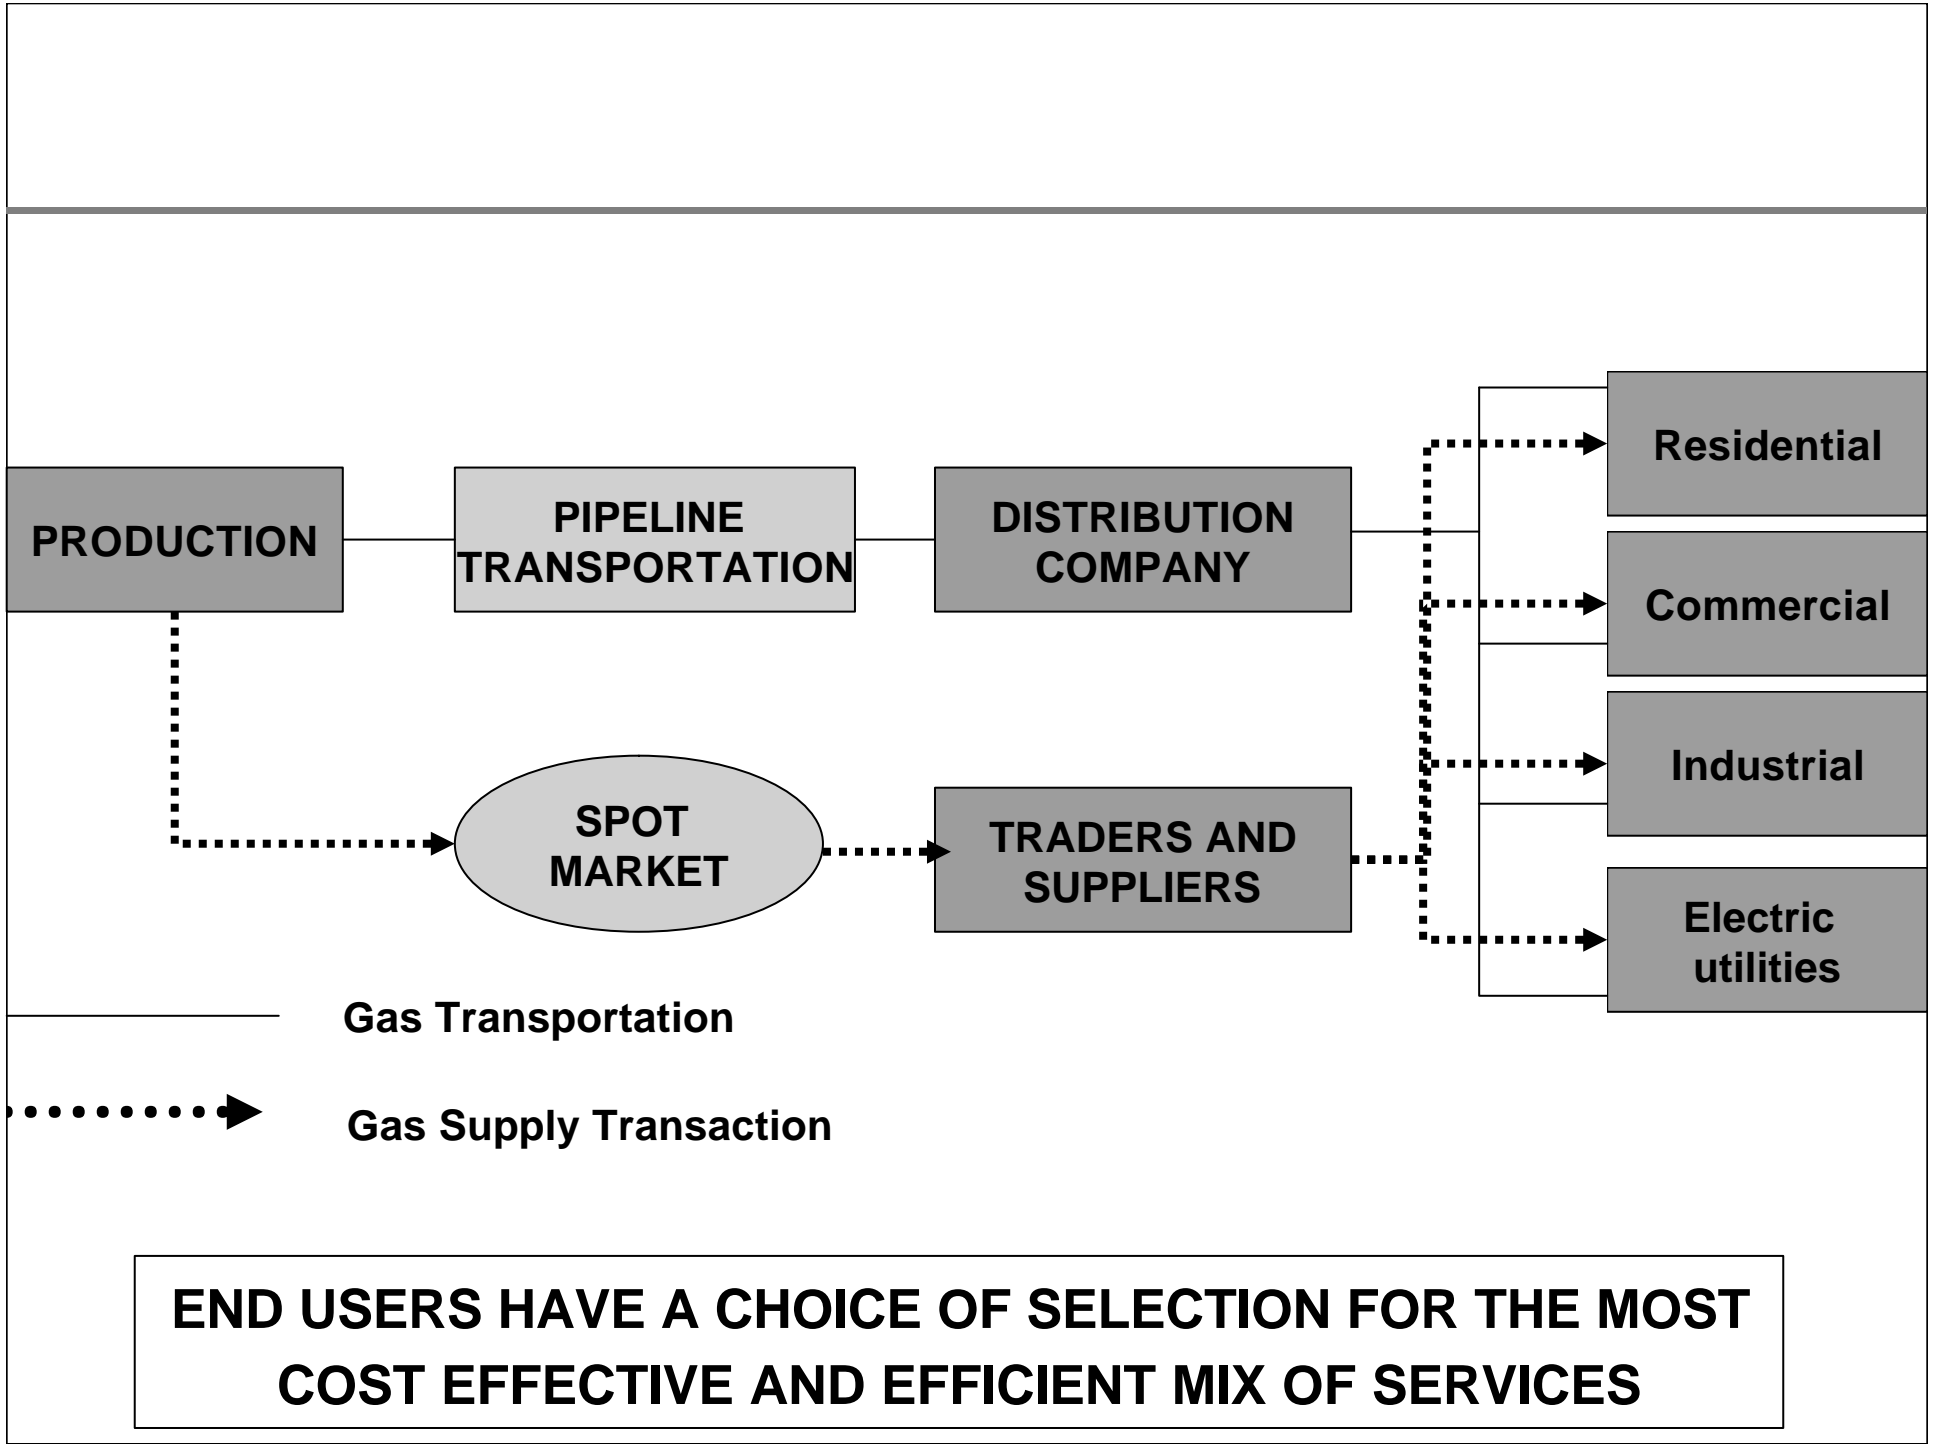 Residential
PRODUCTION
PIPELINE
TRANSPORTATION
DISTRIBUTION
COMPANY
Commercial
Industrial
SPOT
MARKET
TRADERS AND
SUPPLIERS
Electric
utilities
Gas Transportation
Gas Supply Transaction
END USERS HAVE A CHOICE OF SELECTION FOR THE MOST
COST EFFECTIVE AND EFFICIENT MIX OF SERVICES